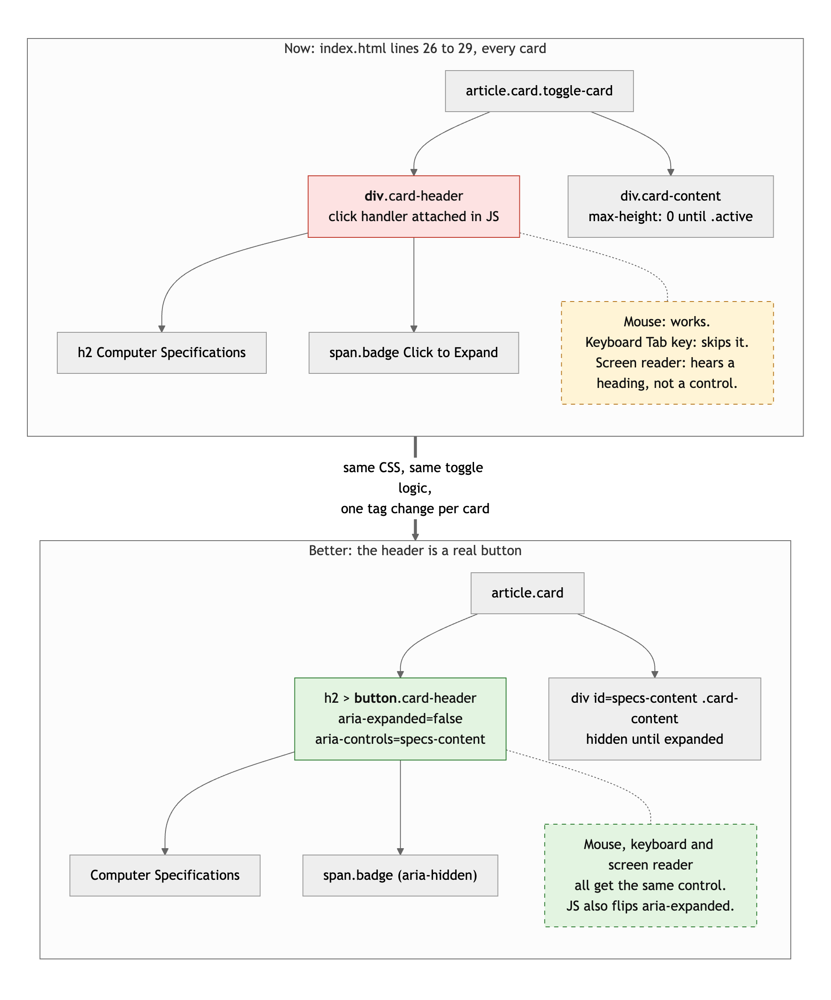 Now: index.html lines 26 to 29, every card
article.card.toggle-card
div.card-header
click handler attached in JS
div.card-content
max-height: 0 until .active
h2 Computer Specifications
span.badge Click to Expand
Mouse: works.
Keyboard Tab key: skips it.
Screen reader: hears a
heading, not a control.
same CSS, same toggle
logic,
one tag change per card
Better: the header is a real button
article.card
h2 > button.card-header
aria-expanded=false
aria-controls=specs-content
div id=specs-content .card-
content
hidden until expanded
Computer Specifications
span.badge (aria-hidden)
Mouse, keyboard and
screen reader
all get the same control.
JS also flips aria-expanded.